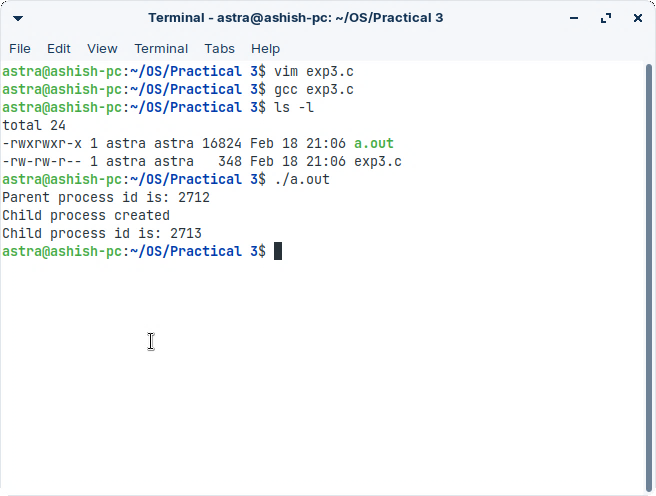 Terminal - astra@ashish-pc: ~/OS/Practical 3
File Edit View Terminal Tabs Help
astra@ashish-pc:~/OS/Practical 3$ vim exp3.c
astra@ashish-pc:~/OS/Practical 3$ gcc exp3.c
astra@ashish-pc:~/OS/Practical 3$ ls -l
total 24
-rwxrwxr-x 1 astra astra 16824 Feb 18 21:06 a.out
-rw-rw-r-- 1 astra astra   348 Feb 18 21:06 exp3.c
astra@ashish-pc:~/OS/Practical 3$ ./a.out
Parent process id is: 2712
Child process created
Child process id is: 2713
astra@ashish-pc:~/OS/Practical 3$